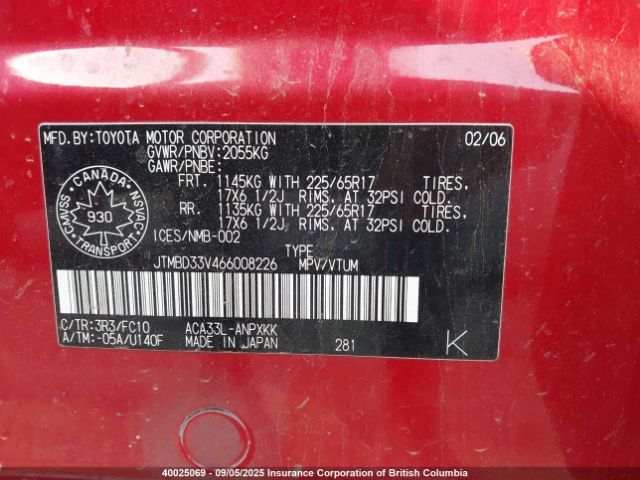 MFD.BY:TOYOTA MOTOR CORPORATION 02/06
GVWR/PNBV:2055KG
GAWR/PNBE:
FRT. 1145KG WITH 225/65R17 TIRES,
17X6 1/2J RIMS, AT 32PSI COLD.
RR. 1135KG WITH 225/65R17 TIRES,
17X6 1/2J RIMS, AT 32PSI COLD.
CANADA
CMVSS 930 NSVAC
TRANSPORT
ICES/NMB-002
TYPE
JTMBD33V466008226 MPV/VTUM
C/TR:3R3/FC10 ACA33L-ANPXKK
A/TM:-05A/U140F MADE IN JAPAN 281 K
40025069 - 09/05/2025 Insurance Corporation of British Columbia